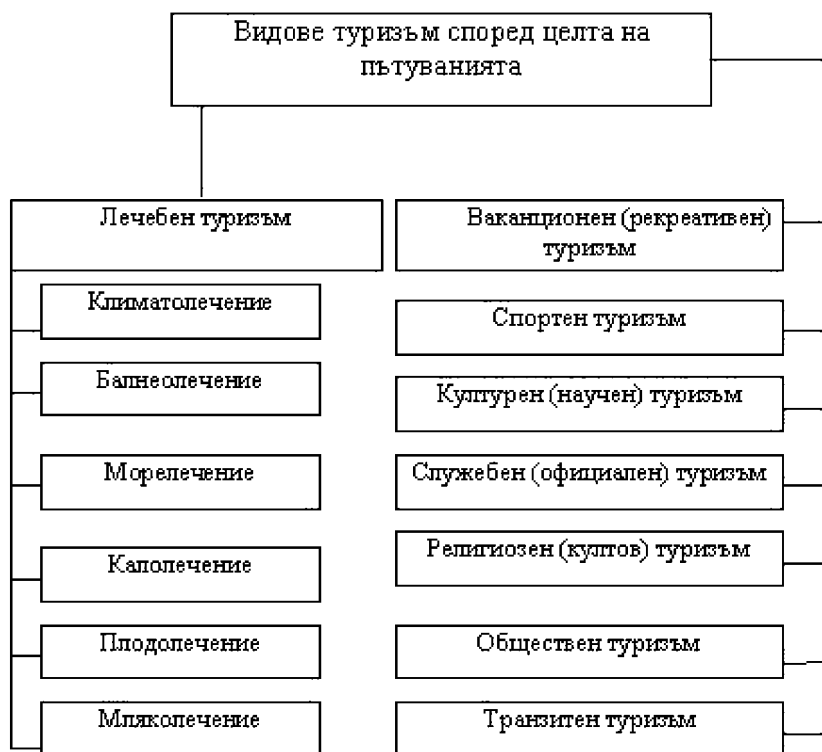 Видове туризъм според целта на
пътуванията
Лечебен туризъм
Климатолечение
Балнеолечение
Морелечение
Калолечение
Плодолечение
Мляколечение
Ваканционен (рекреативен)
туризъм
Спортен туризъм
Културен (научен) туризъм
Служебен (официален) туризъм
Религиозен (култов) туризъм
Обществен туризъм
Транзитен туризъм